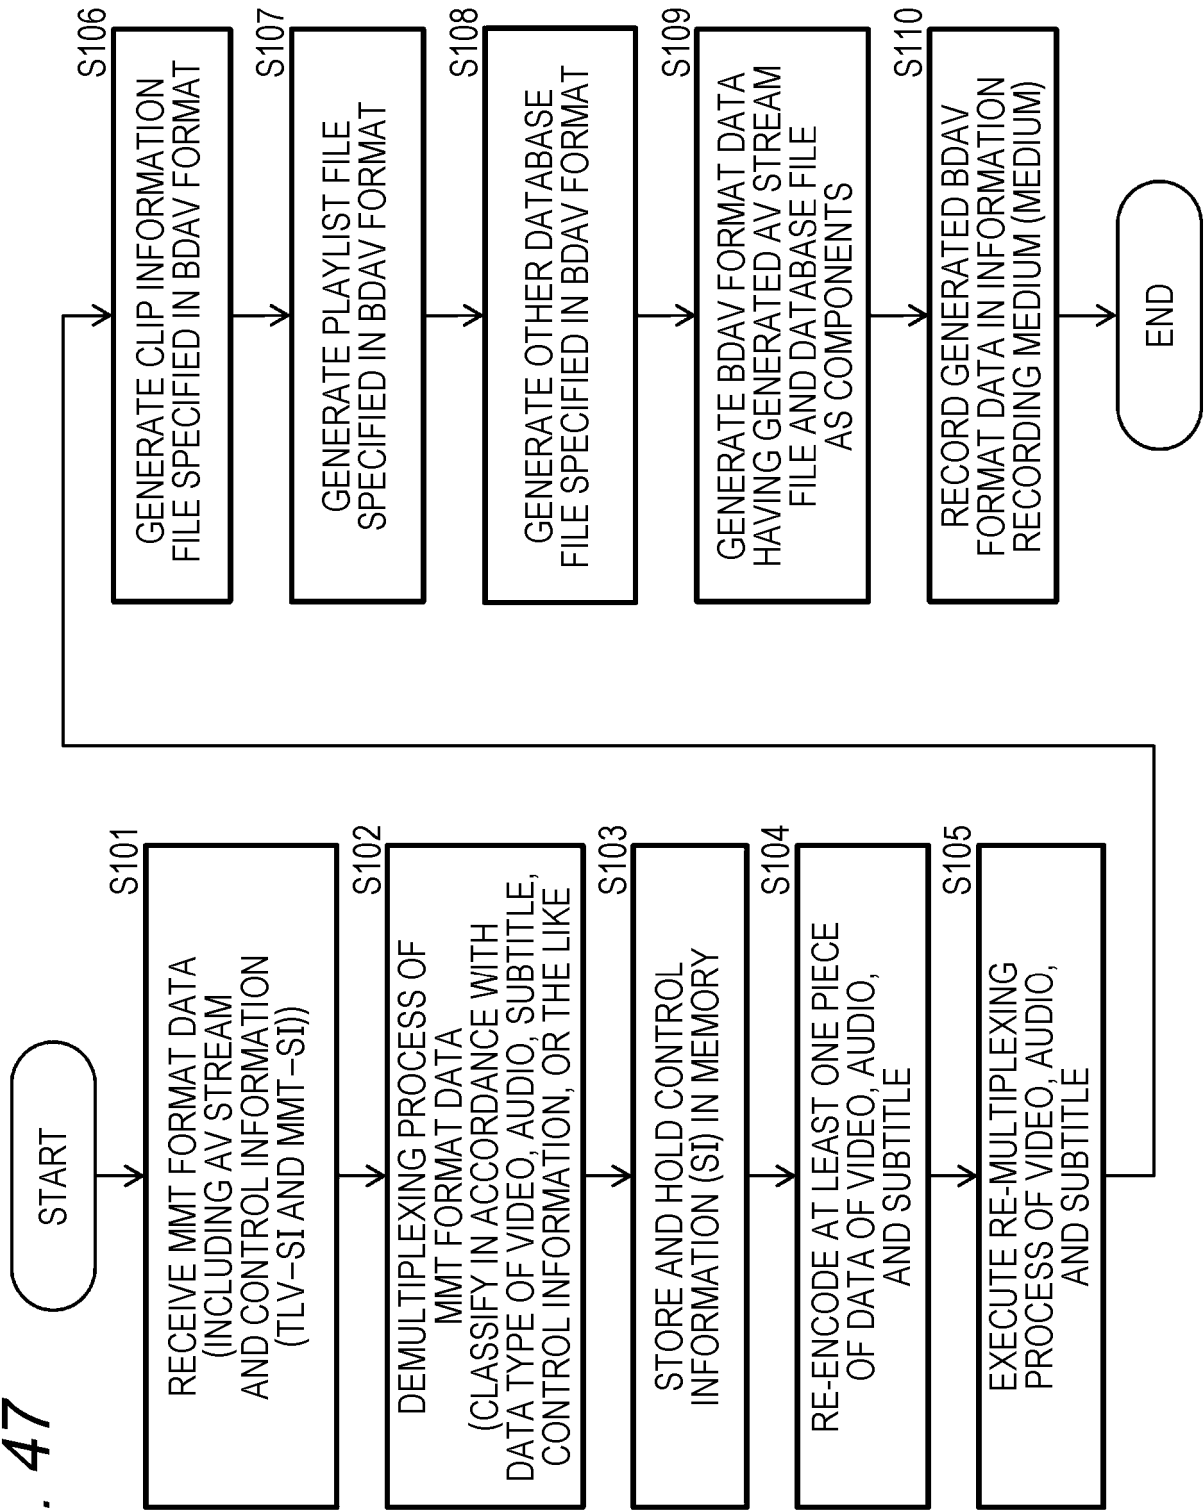 . 47
START
S101
RECEIVE MMT FORMAT DATA
(INCLUDING AV STREAM
AND CONTROL INFORMATION
(TLV-SI AND MMT-SI))
S102
DEMULTIPLEXING PROCESS OF
MMT FORMAT DATA
(CLASSIFY IN ACCORDANCE WITH
DATA TYPE OF VIDEO, AUDIO, SUBTITLE,
CONTROL INFORMATION, OR THE LIKE
S103
STORE AND HOLD CONTROL
INFORMATION (SI) IN MEMORY
S104
RE-ENCODE AT LEAST ONE PIECE
OF DATA OF VIDEO, AUDIO,
AND SUBTITLE
S105
EXECUTE RE-MULTIPLEXING
PROCESS OF VIDEO, AUDIO,
AND SUBTITLE
S106
GENERATE CLIP INFORMATION
FILE SPECIFIED IN BDAV FORMAT
S107
GENERATE PLAYLIST FILE
SPECIFIED IN BDAV FORMAT
S108
GENERATE OTHER DATABASE
FILE SPECIFIED IN BDAV FORMAT
S109
GENERATE BDAV FORMAT DATA
HAVING GENERATED AV STREAM
FILE AND DATABASE FILE
AS COMPONENTS
S110
RECORD GENERATED BDAV
FORMAT DATA IN INFORMATION
RECORDING MEDIUM (MEDIUM)
END